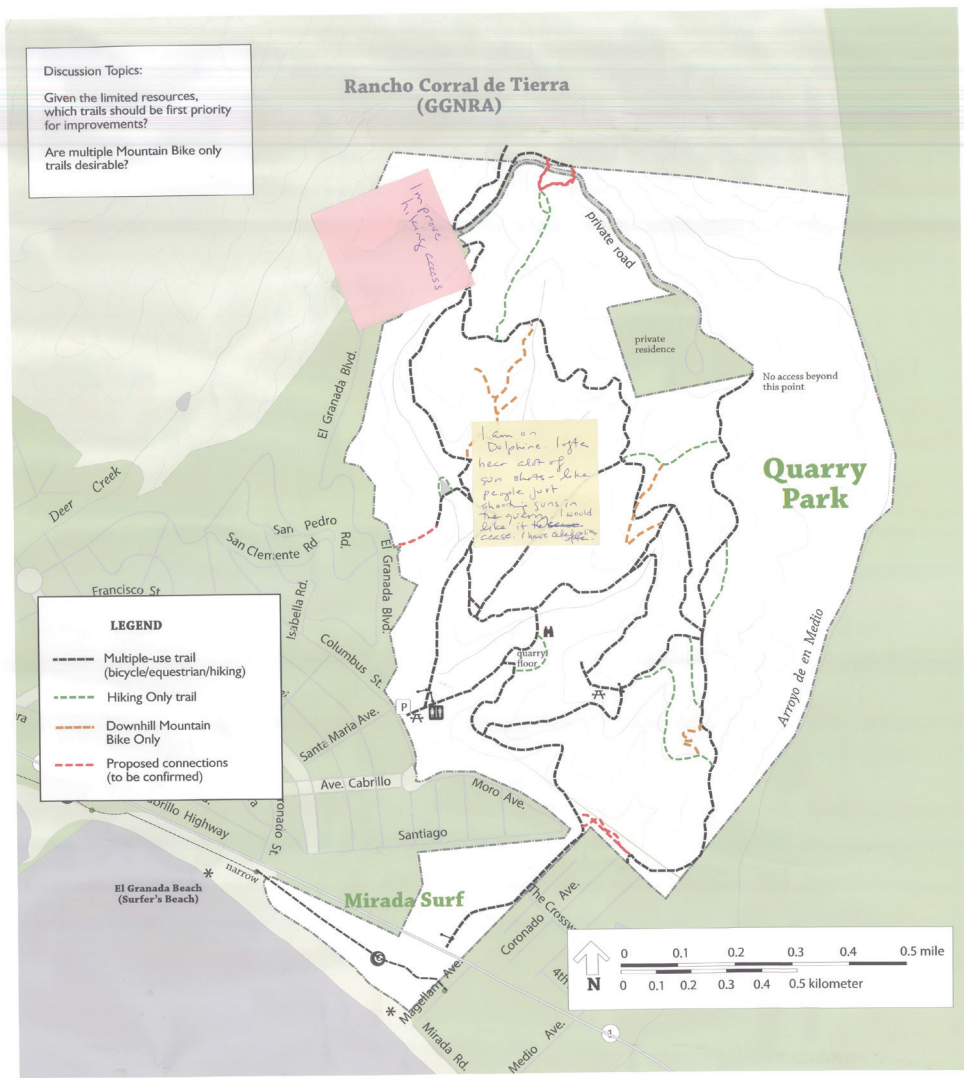 Discussion Topics:
Given the limited resources,
which trails should be first priority
for improvements?
Are multiple Mountain Bike only
trails desirable?
Rancho Corral de Tierra
(GGNRA)
Improve
hiking access
private road
private
residence
No access beyond
this point
El Granada Blvd.
I am on
Dolphine. I often
hear alot of
gun shots - like
people just
shooting guns in
the quarry. I would
like it to
cease. I have
Quarry
Park
Deer Creek
San Pedro
Rd.
San Clemente Rd
El Granada Blvd.
Francisco St
Isabella Rd.
Columbus St.
LEGEND
Multiple-use trail
(bicycle/equestrian/hiking)
Hiking Only trail
Downhill Mountain
Bike Only
Proposed connections
(to be confirmed)
quarry
floor
Arroyo de en Medio
P
Santa Maria Ave.
Ave. Cabrillo
Moro Ave.
Santiago
Highway
narrow
El Granada Beach
(Surfer's Beach)
Mirada Surf
The
Coronado Ave.
4th
Magellan Ave.
Mirada Rd.
Medio Ave.
1
N
0 0.1 0.2 0.3 0.4 0.5 mile
0 0.1 0.2 0.3 0.4 0.5 kilometer